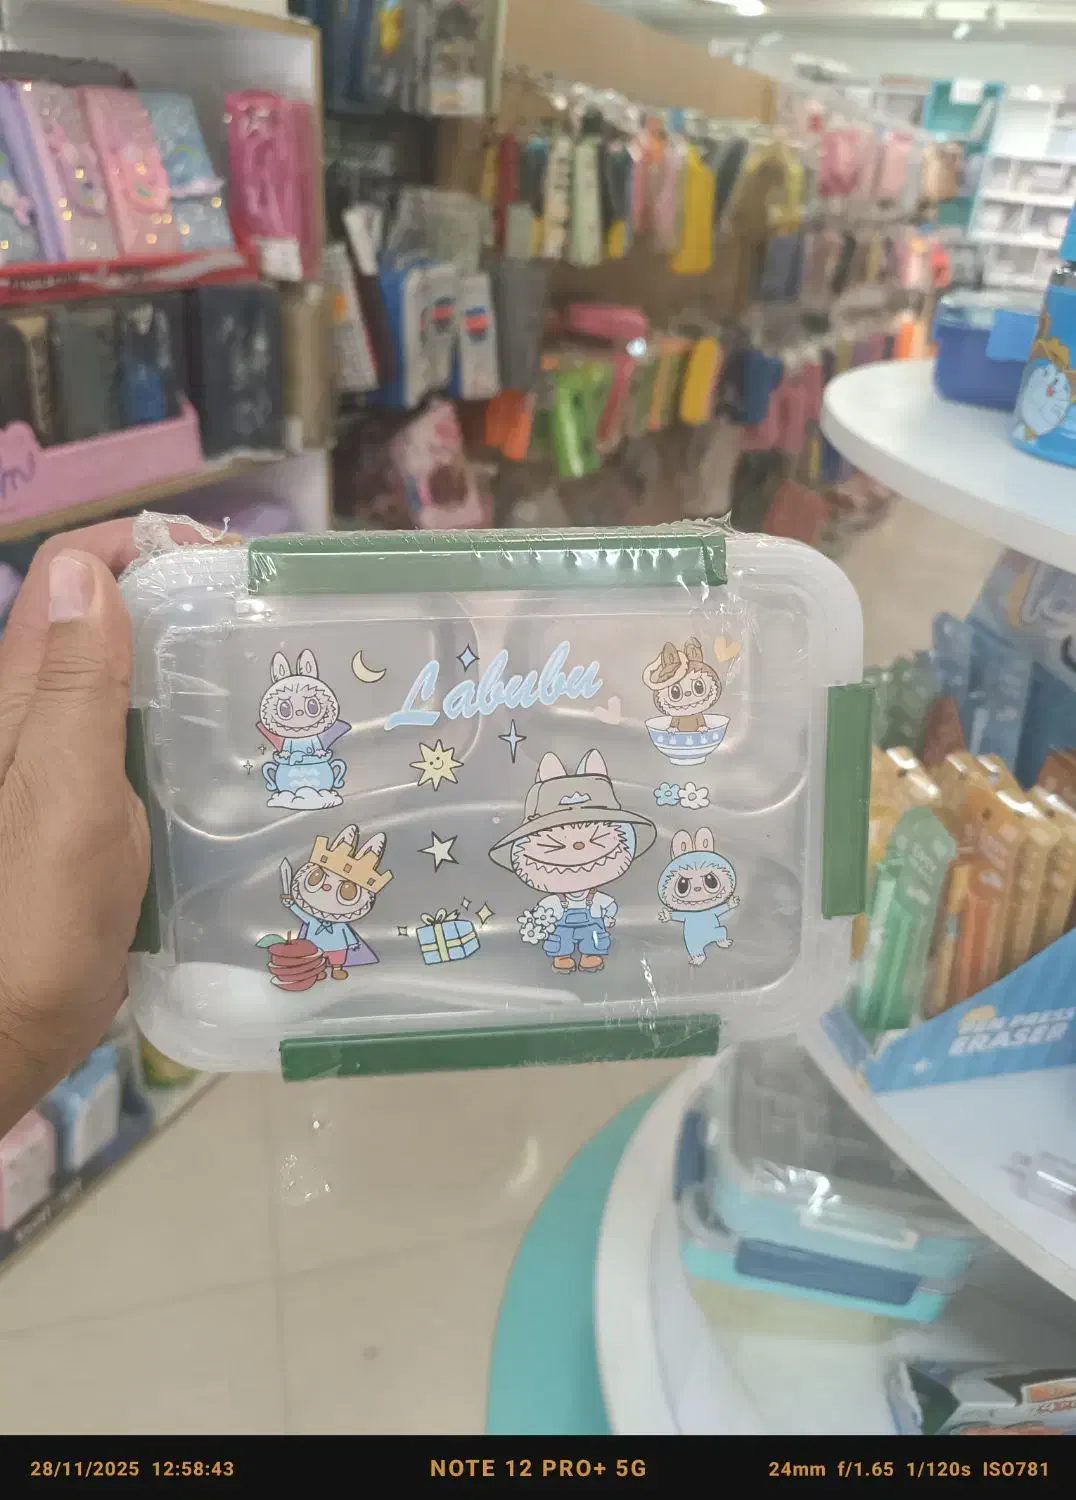 Labubu
PEN PRESS
ERASER
28/11/2025 12:58:43
NOTE 12 PRO+ 5G
24mm f/1.65 1/120s ISO781